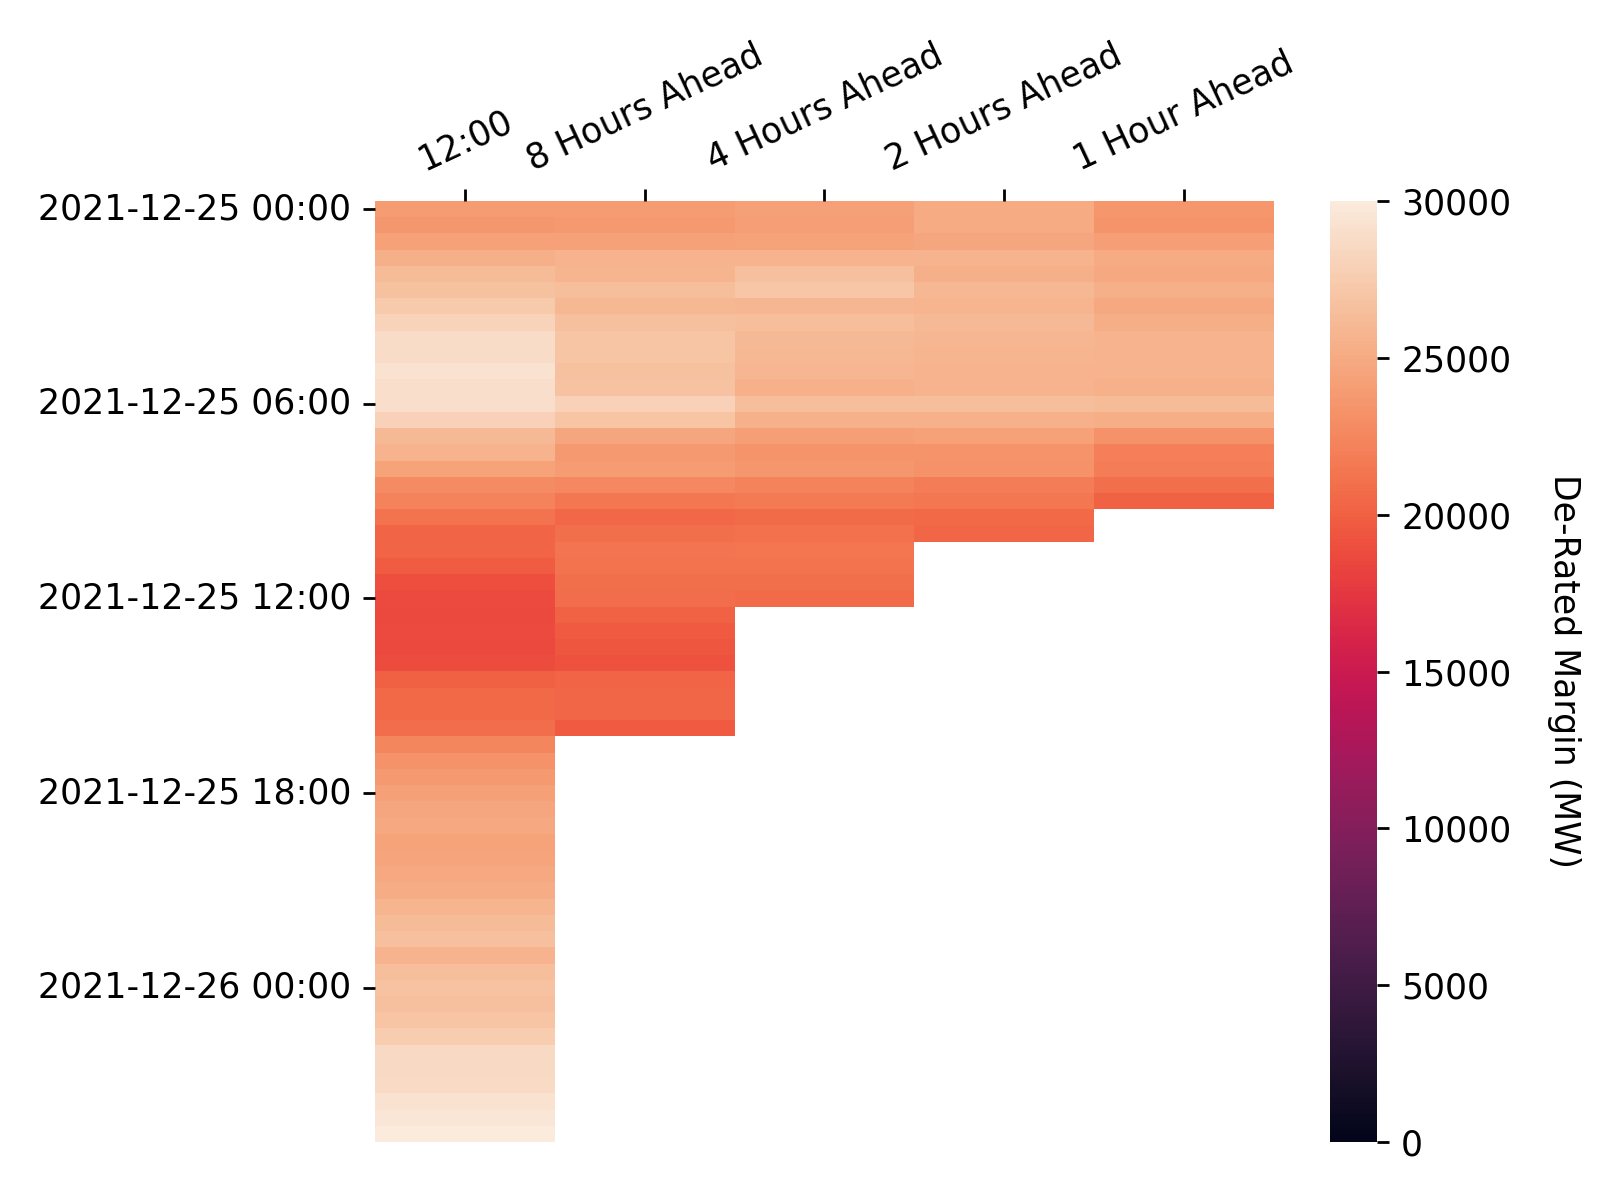 12:00
8 Hours Ahead
4 Hours Ahead
2 Hours Ahead
1 Hour Ahead
2021-12-25 00:00
2021-12-25 06:00
2021-12-25 12:00
2021-12-25 18:00
2021-12-26 00:00
30000
25000
20000
15000
10000
5000
0
De-Rated Margin (MW)